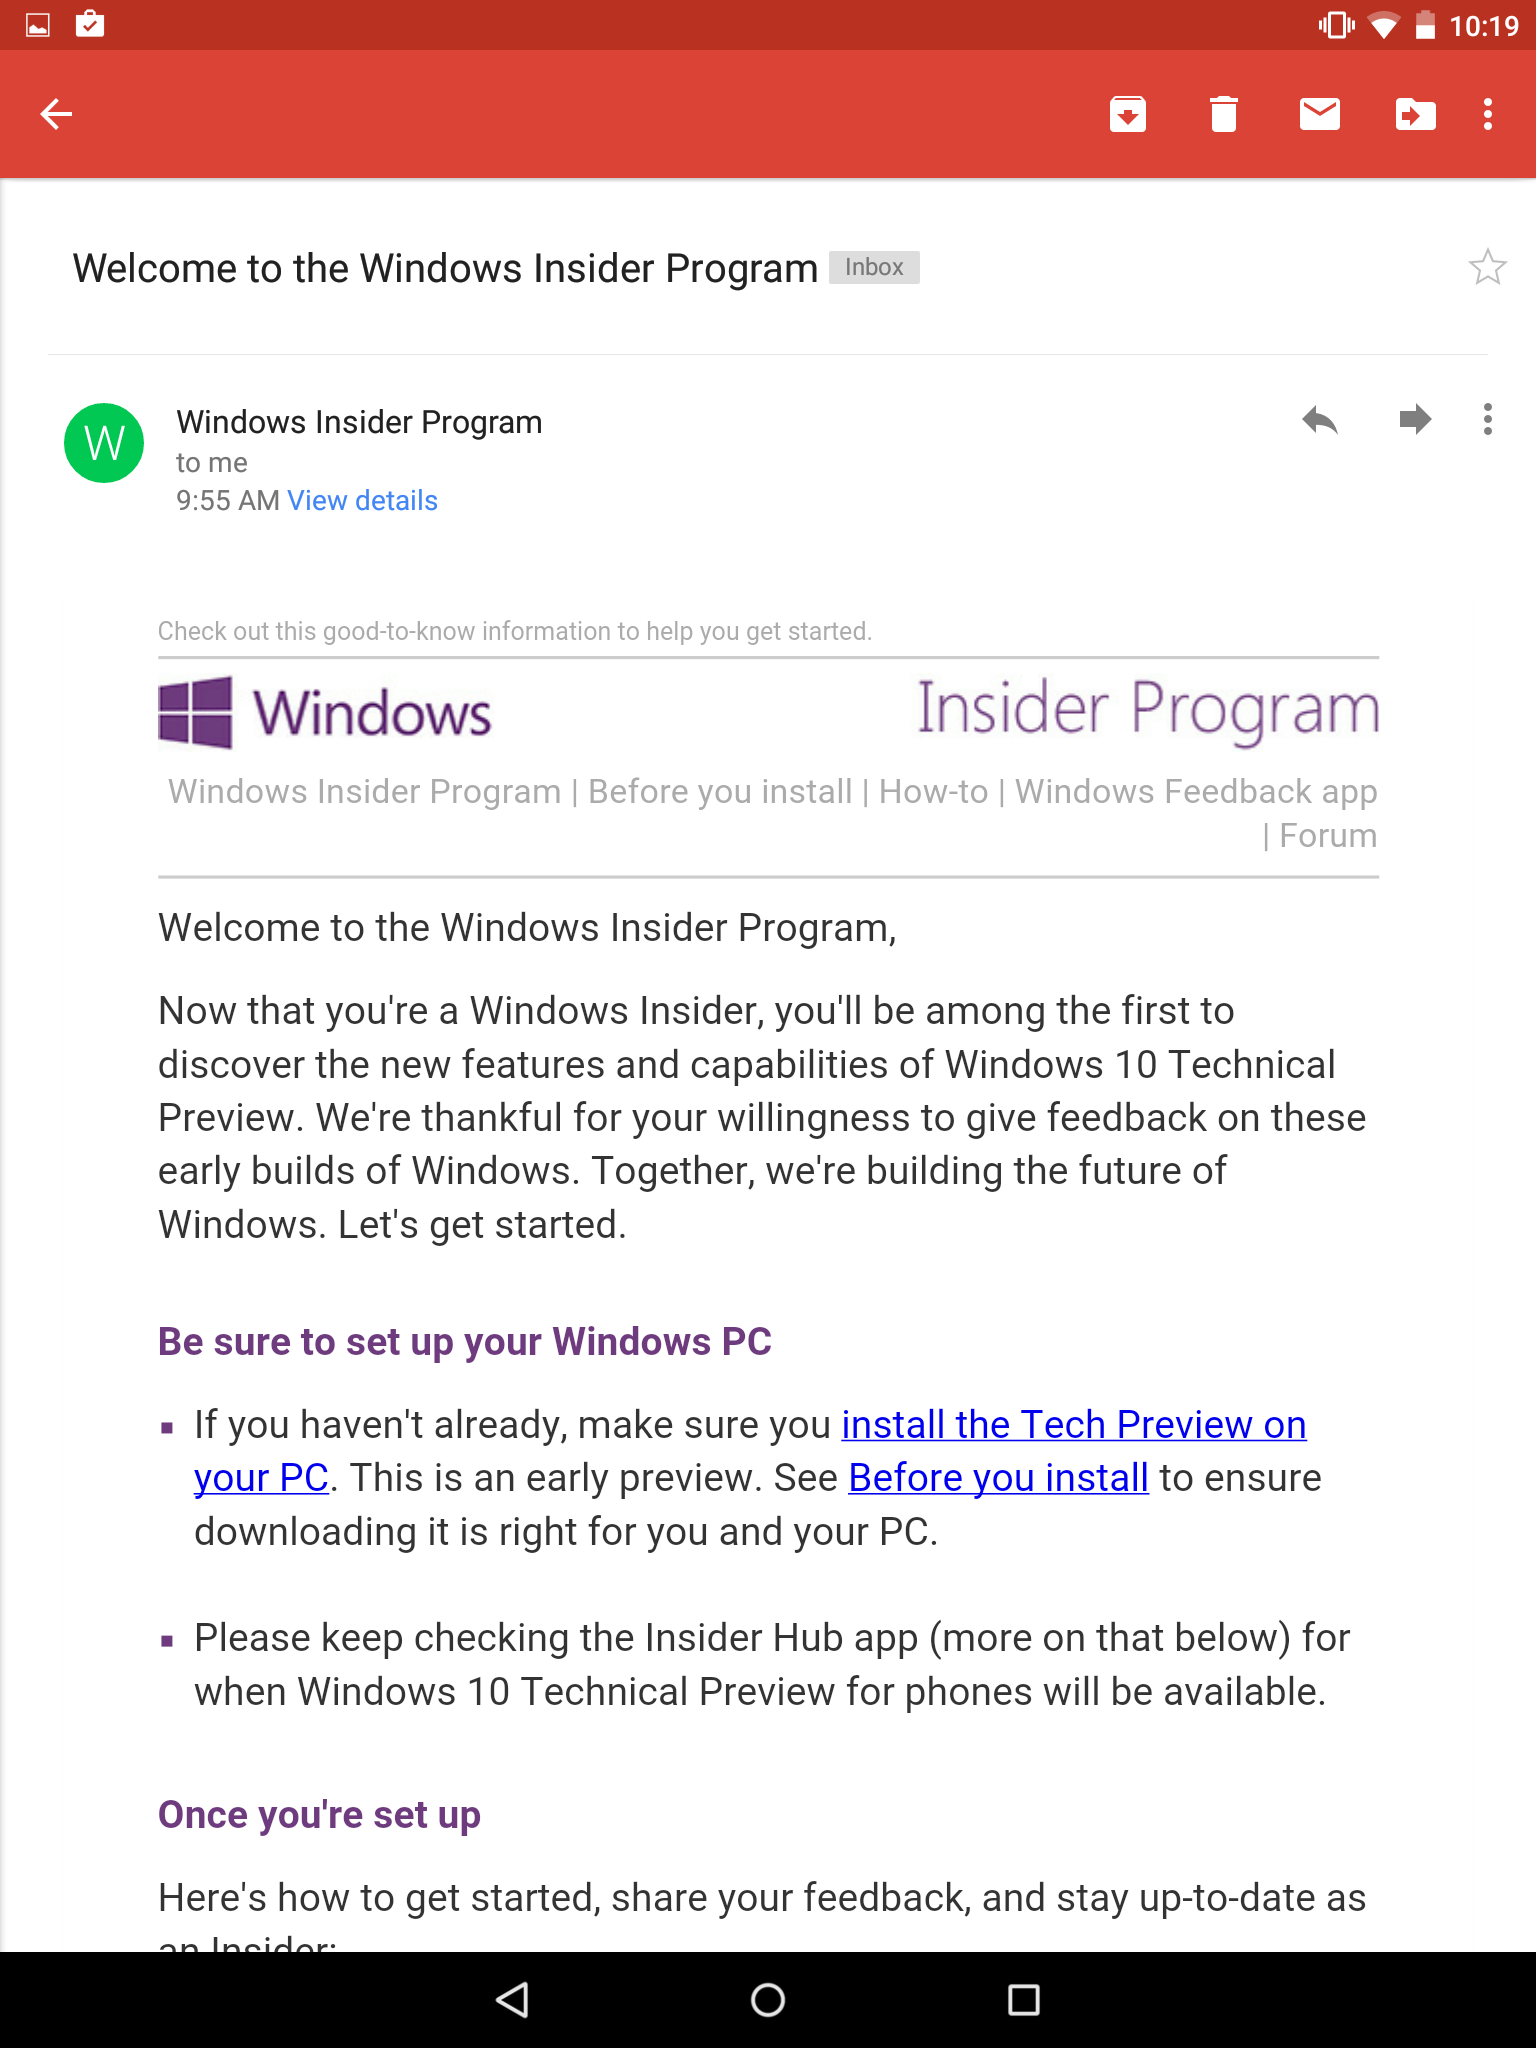 10:19
Welcome to the Windows Insider Program Inbox
W
Windows Insider Program
to me
9:55 AM View details
Check out this good-to-know information to help you get started.
Windows Insider Program
Windows Insider Program | Before you install | How-to | Windows Feedback app
| Forum
Welcome to the Windows Insider Program,
Now that you're a Windows Insider, you'll be among the first to
discover the new features and capabilities of Windows 10 Technical
Preview. We're thankful for your willingness to give feedback on these
early builds of Windows. Together, we're building the future of
Windows. Let's get started.
Be sure to set up your Windows PC
▪ If you haven't already, make sure you install the Tech Preview on
your PC. This is an early preview. See Before you install to ensure
downloading it is right for you and your PC.
▪ Please keep checking the Insider Hub app (more on that below) for
when Windows 10 Technical Preview for phones will be available.
Once you're set up
Here's how to get started, share your feedback, and stay up-to-date as
an Insider: